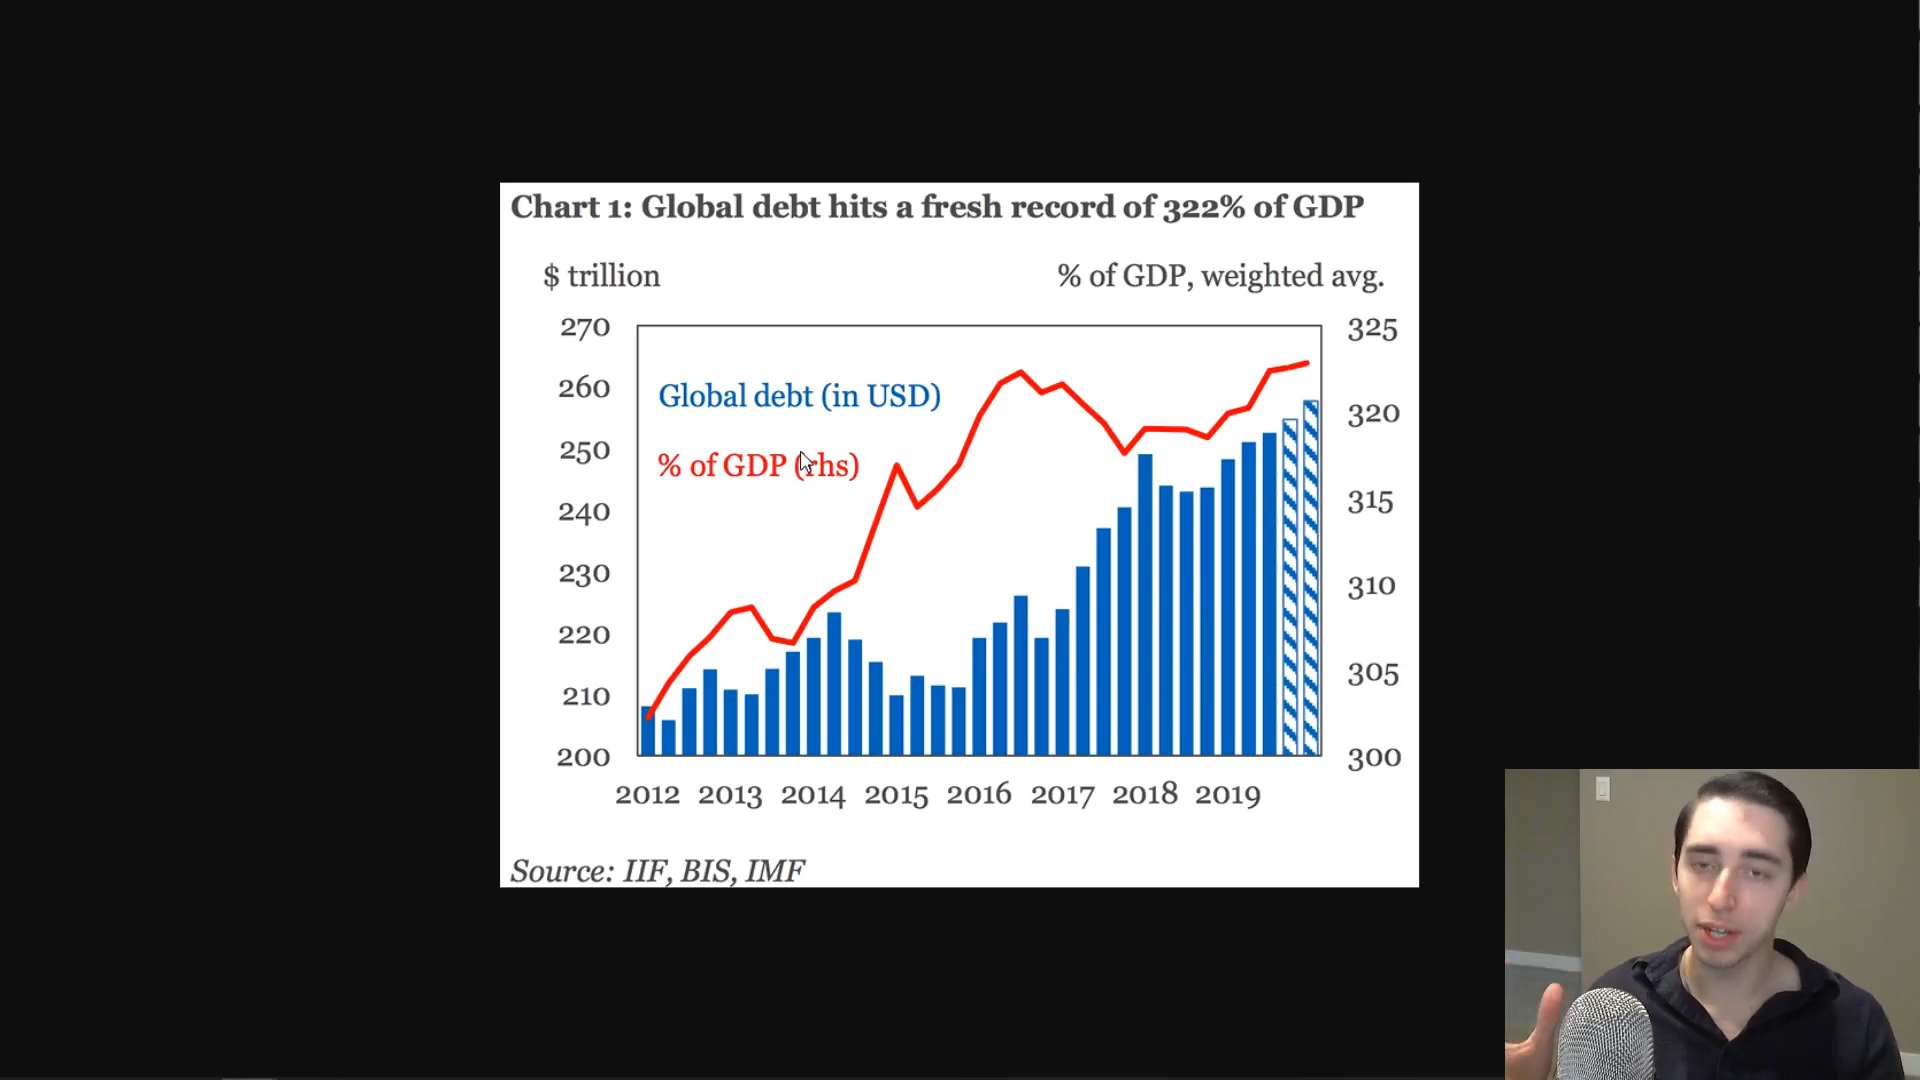 Chart 1: Global debt hits a fresh record of 322% of GDP
$ trillion
% of GDP, weighted avg.
270
260
250
240
230
220
210
200
Global debt (in USD)
% of GDP (rhs)
325
320
315
310
305
300
2012 2013 2014 2015 2016 2017 2018 2019
Source: IIF, BIS, IMF